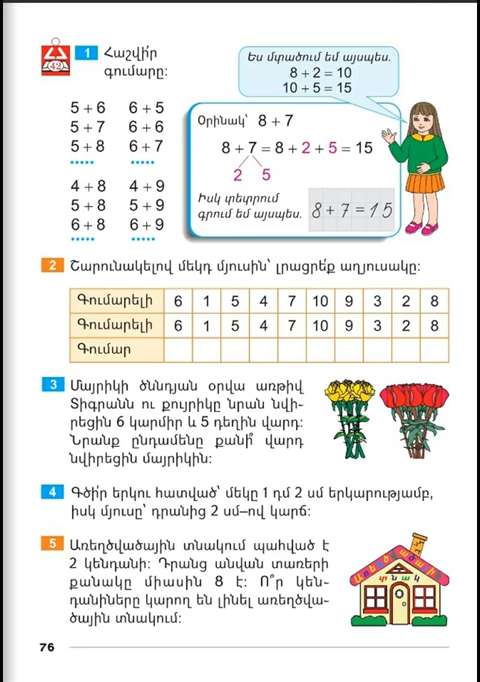 42
1 Հաշվի՛ր
գումարը։
Ես մտածում եմ այսպես.
8 + 2 = 10
10 + 5 = 15
5 + 6 6 + 5
5 + 7 6 + 6
5 + 8 6 + 7
.....  .....
4 + 8 4 + 9
5 + 8 5 + 9
6 + 8 6 + 9
.....  .....
Օրինակ՝ 8 + 7
8 + 7 = 8 + 2 + 5 = 15
2 5
Իսկ տետրում
գրում եմ այսպես. 8 + 7 = 15
2 Շարունակելով մեկդ մյուսին՝ լրացրե՛ք աղյուսակը։
Գումարելի 6 1 5 4 7 10 9 3 2 8
Գումարելի 6 1 5 4 7 10 9 3 2 8
Գումար
3 Մայրիկի ծննդյան օրվա առթիվ
Տիգրանն ու քույրիկը նրան նվի-
րեցին 6 կարմիր և 5 դեղին վարդ։
Նրանք ընդամենը քանի՞ վարդ
նվիրեցին մայրիկին։
4 Գծի՛ր երկու հատված՝ մեկը 1 դմ 2 սմ երկարությամբ,
իսկ մյուսը՝ դրանից 2 սմ–ով կարճ։
5 Առեղծվածային տնակում պահված է
2 կենդանի։ Դրանց անվան տառերի
քանակը միասին 8 է։ Ո՞ր կեն-
դանիները կարող են լինել առեղծվա-
ծային տնակում։
տնակ
76